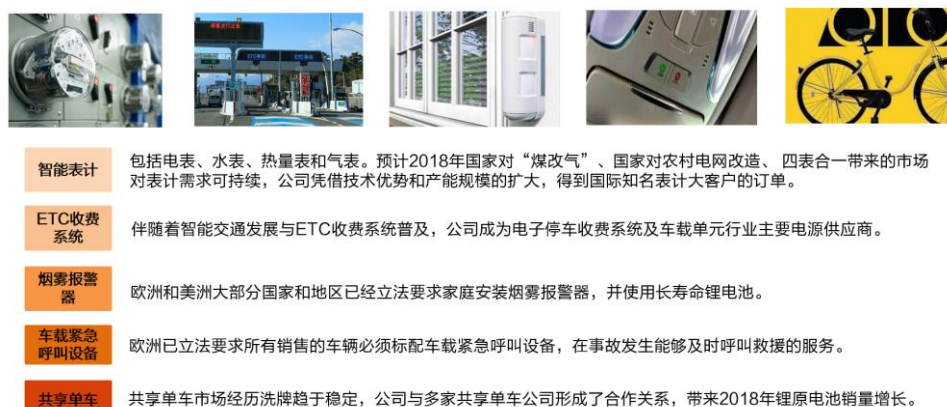 智能表计
包括电表、水表、热量表和气表。预计2018年国家对“煤改气”、国家对农村电网改造、 四表合一带来的市场
对表计需求可持续，公司凭借技术优势和产能规模的扩大，得到国际知名表计大客户的订单。
ETC收费
系统
伴随着智能交通发展与ETC收费系统普及，公司成为电子停车收费系统及车载单元行业主要电源供应商。
烟雾报警
器
欧洲和美洲大部分国家和地区已经立法要求家庭安装烟雾报警器，并使用长寿命锂电池。
车载紧急
呼叫设备
欧洲已立法要求所有销售的车辆必须标配车载紧急呼叫设备，在事故发生能够及时呼叫救援的服务。
共享单车
共享单车市场经历洗牌趋于稳定，公司与多家共享单车公司形成了合作关系，带来2018年锂原电池销量增长。